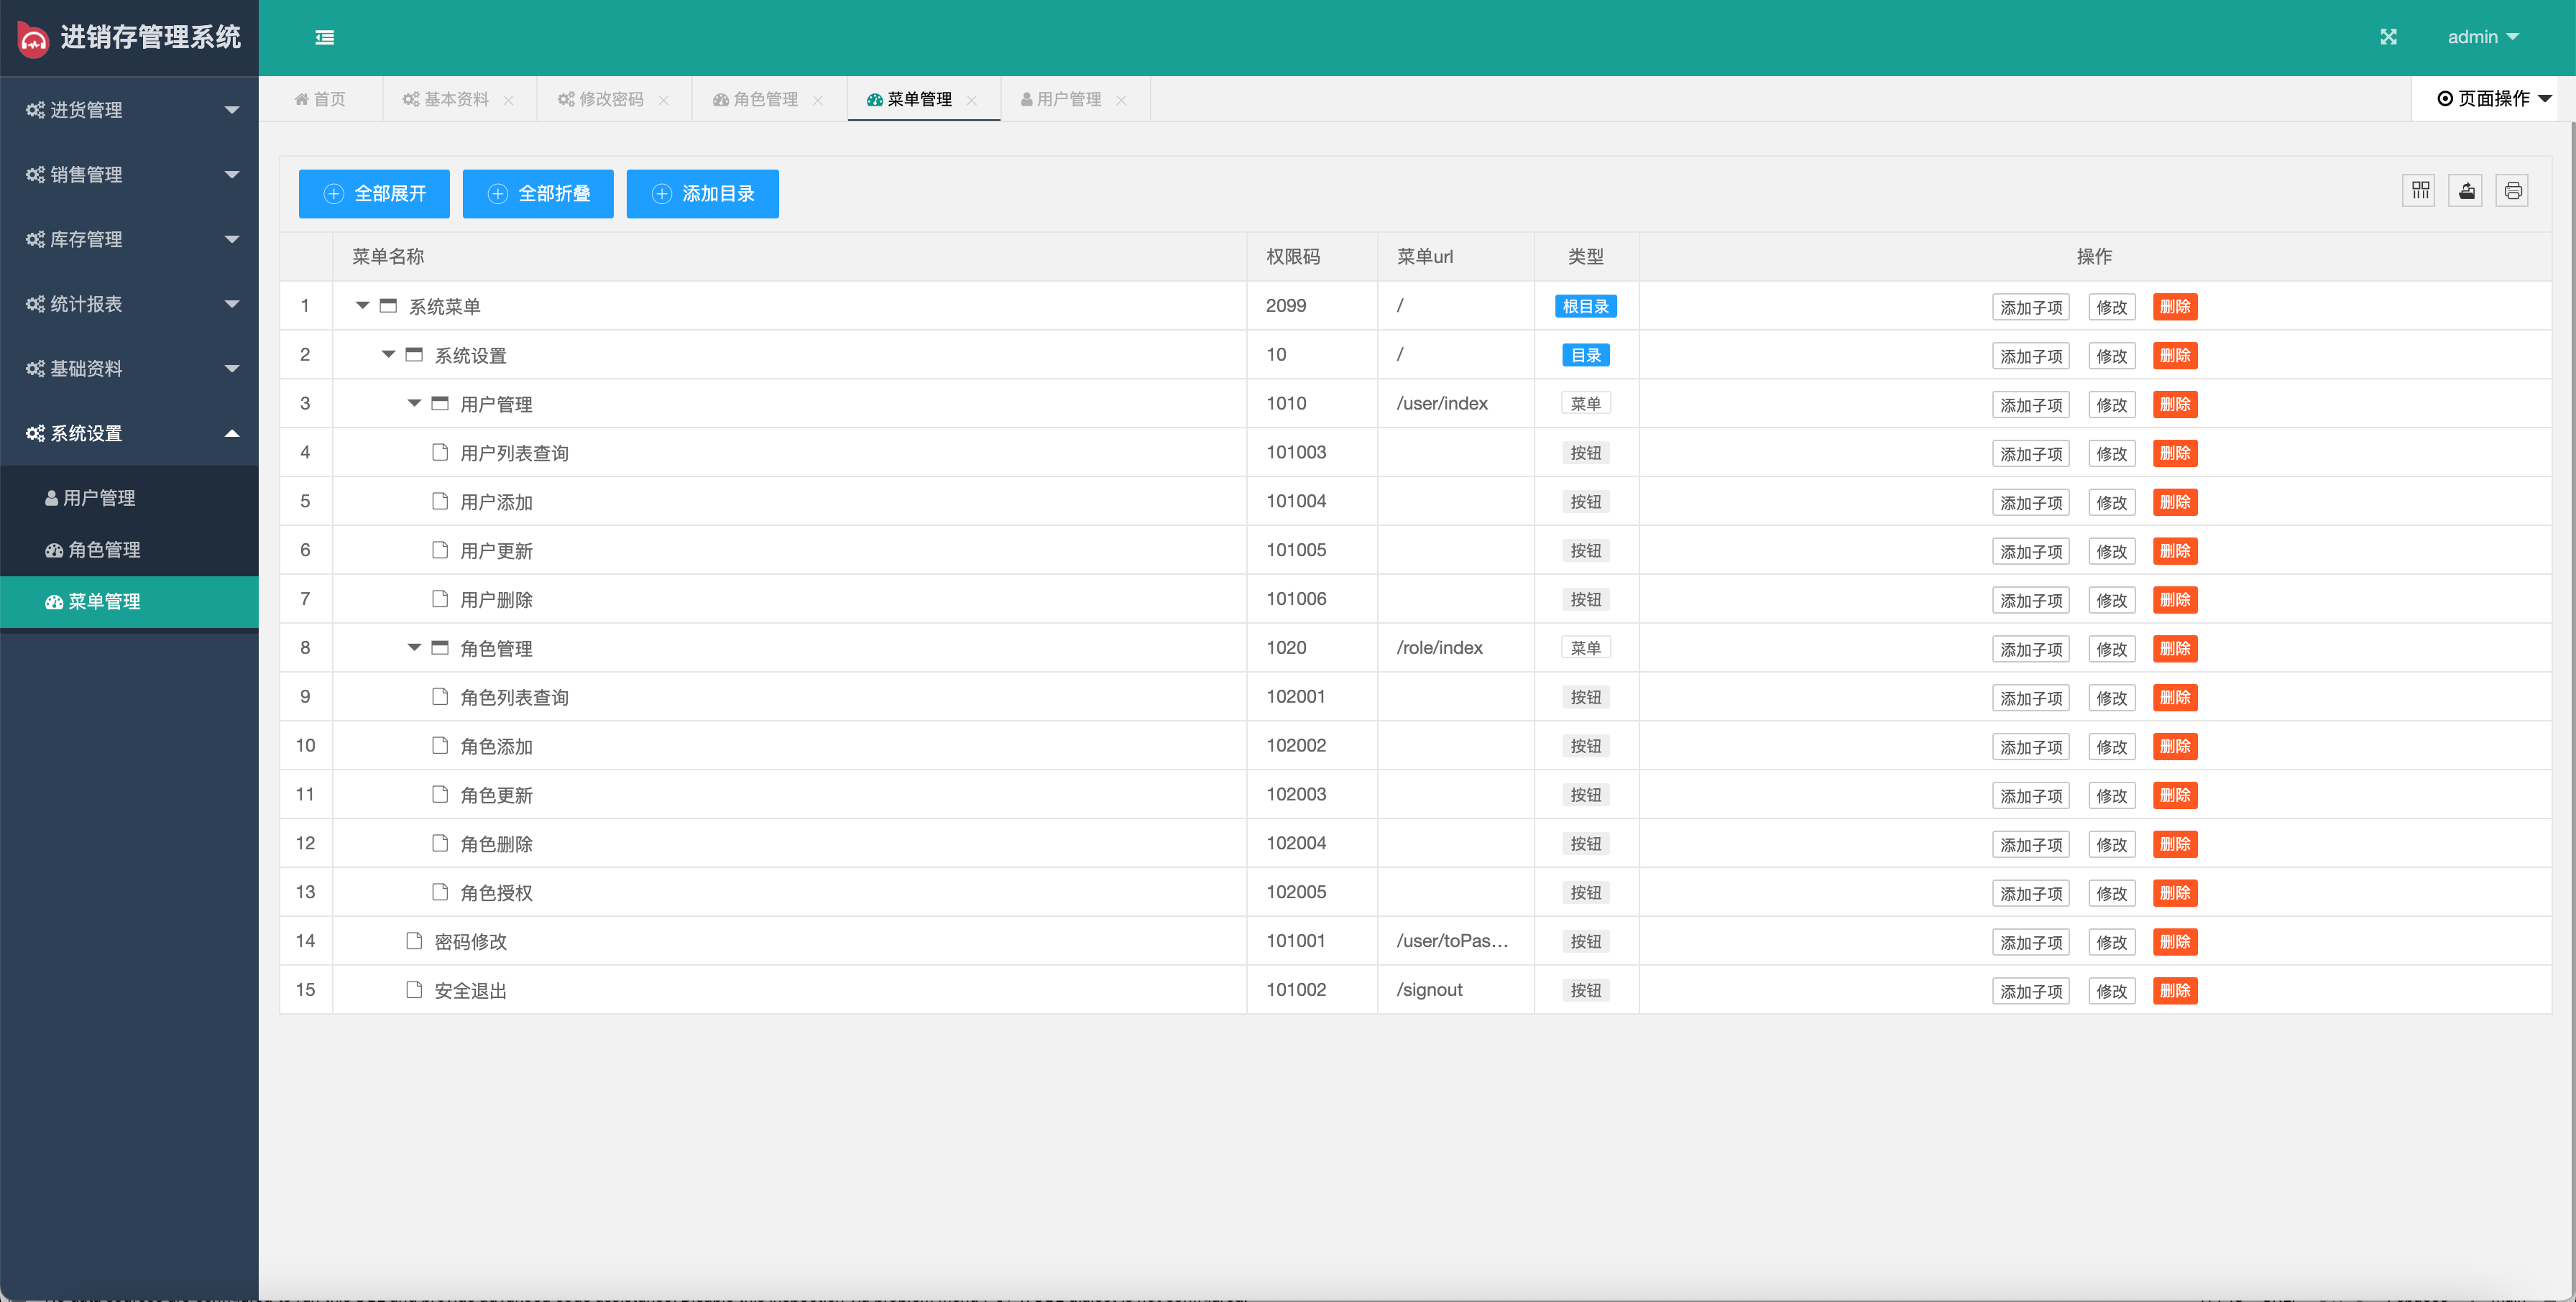 进销存管理系统
admin
进货管理
销售管理
库存管理
统计报表
基础资料
系统设置
用户管理
角色管理
菜单管理
首页 基本资料 修改密码 角色管理 菜单管理 用户管理 页面操作
全部展开 全部折叠 添加目录
菜单名称 权限码 菜单url 类型 操作
1 系统菜单 2099 / 根目录 添加子项 修改 删除
2 系统设置 10 / 目录 添加子项 修改 删除
3 用户管理 1010 /user/index 菜单 添加子项 修改 删除
4 用户列表查询 101003 按钮 添加子项 修改 删除
5 用户添加 101004 按钮 添加子项 修改 删除
6 用户更新 101005 按钮 添加子项 修改 删除
7 用户删除 101006 按钮 添加子项 修改 删除
8 角色管理 1020 /role/index 菜单 添加子项 修改 删除
9 角色列表查询 102001 按钮 添加子项 修改 删除
10 角色添加 102002 按钮 添加子项 修改 删除
11 角色更新 102003 按钮 添加子项 修改 删除
12 角色删除 102004 按钮 添加子项 修改 删除
13 角色授权 102005 按钮 添加子项 修改 删除
14 密码修改 101001 /user/toPas... 按钮 添加子项 修改 删除
15 安全退出 101002 /signout 按钮 添加子项 修改 删除